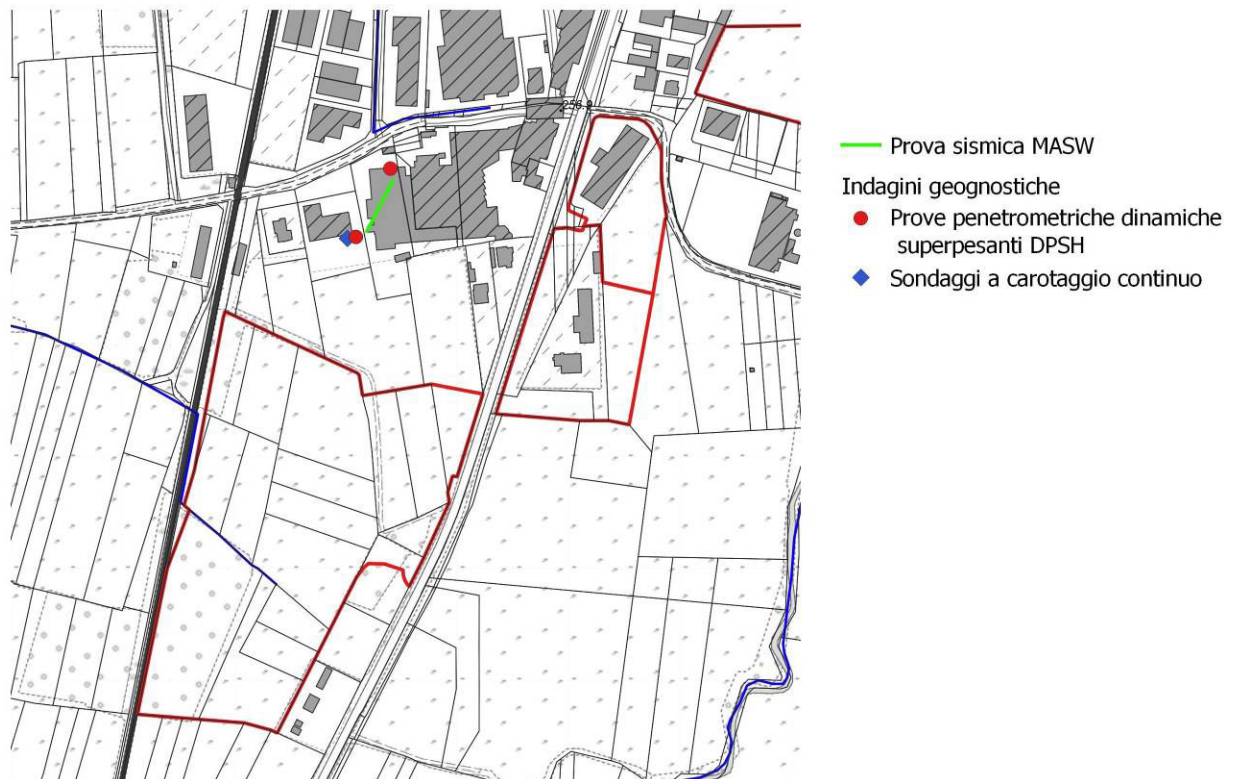 256.9
Prova sismica MASW
Indagini geognostiche
Prove penetrometriche dinamiche
superpesanti DPSH
Sondaggi a carotaggio continuo